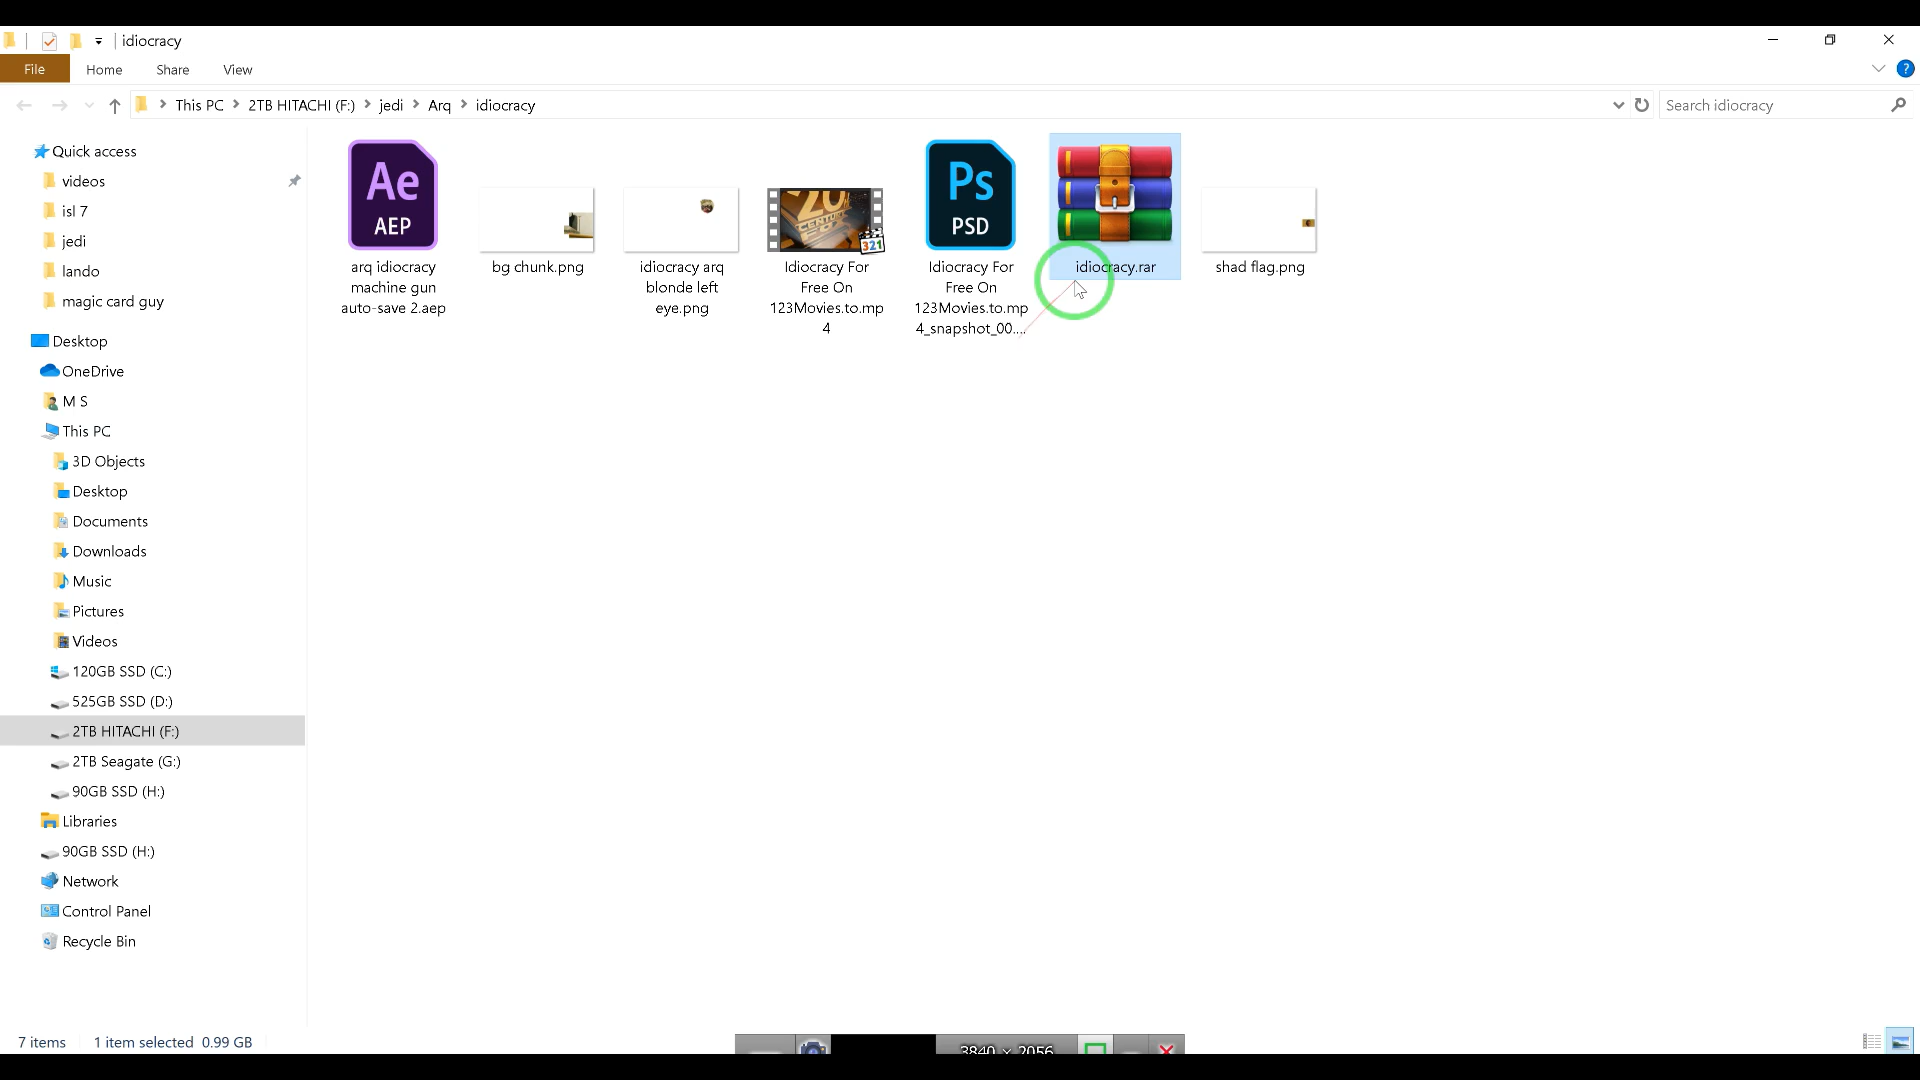 idiocracy
File Home Share View
This PC 2TB HITACHI (F:) jedi Arq idiocracy
Search idiocracy
Quick access
videos
isl 7
jedi
lando
magic card guy
Desktop
OneDrive
M S
This PC
3D Objects
Desktop
Documents
Downloads
Music
Pictures
Videos
120GB SSD (C:)
525GB SSD (D:)
2TB HITACHI (F:)
2TB Seagate (G:)
90GB SSD (H:)
Libraries
90GB SSD (H:)
Network
Control Panel
Recycle Bin
Ae
AEP
arq idiocracy
machine gun
auto-save 2.aep
bg chunk.png
idiocracy arq
blonde left
eye.png
20
CENTURY
FOX
321
Idiocracy For
Free On
123Movies.to.mp
4
Ps
PSD
Idiocracy For
Free On
123Movies.to.mp
4_snapshot_00....
idiocracy.rar
shad flag.png
7 items 1 item selected 0.99 GB
3840 × 2056